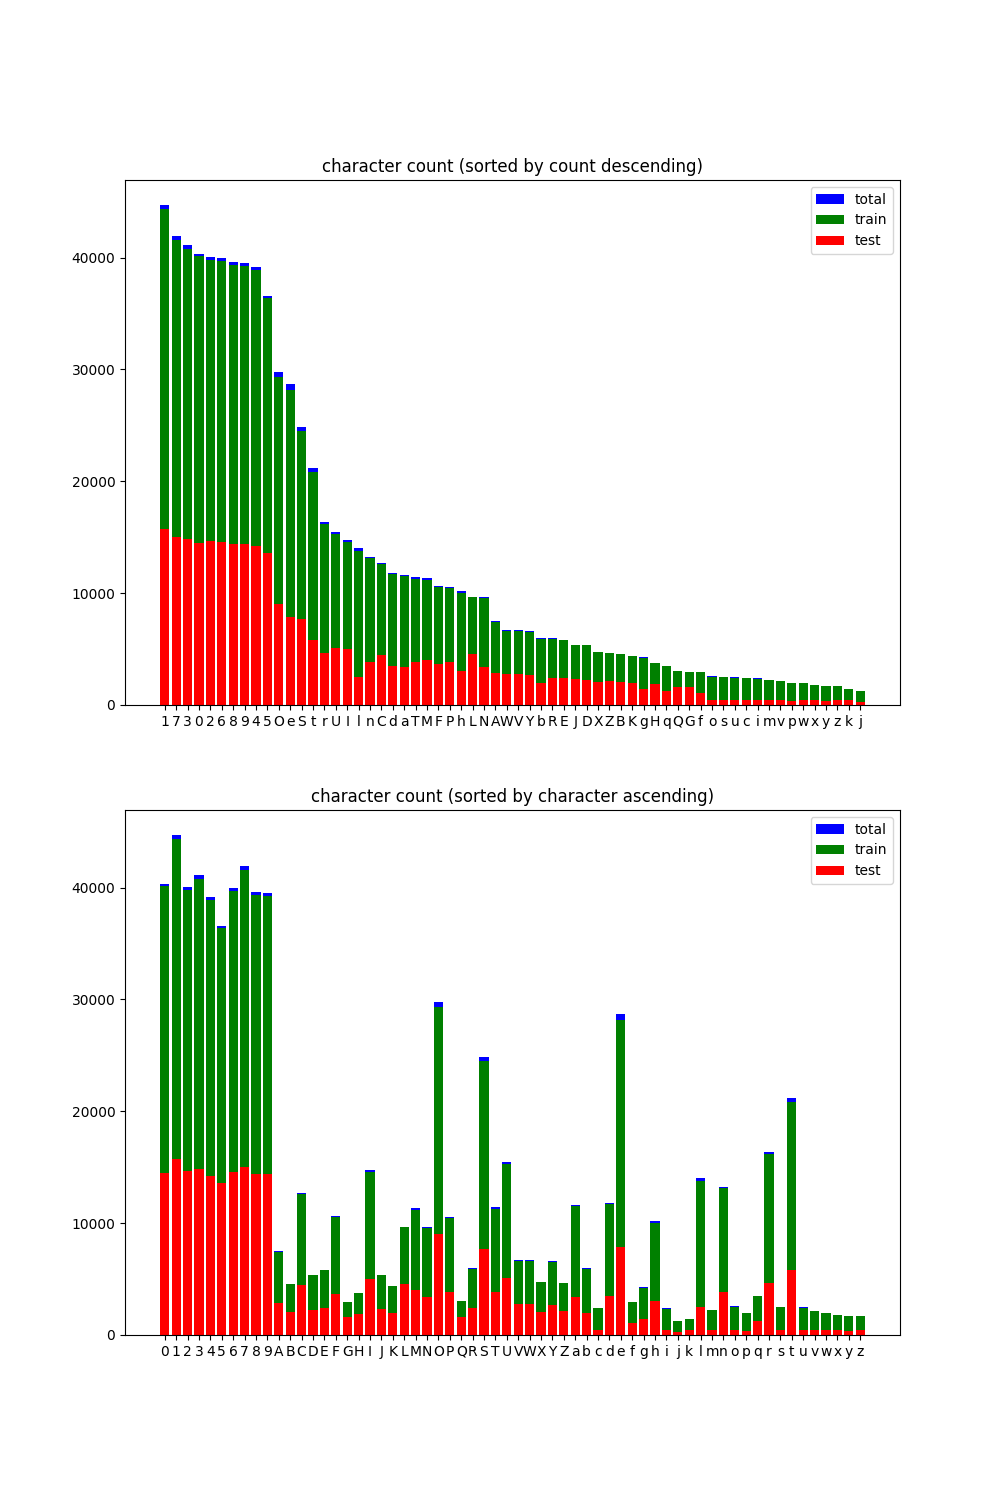 character count (sorted by count descending)
total
train
test
40000
30000
20000
10000
0
1 7 3 0 2 6 8 9 4 5 O e S t r U I l n C d a T M F P h L N A W V Y b R E J D X Z B K g H q Q G f o s u c i m v p w x y z k j
character count (sorted by character ascending)
total
train
test
40000
30000
20000
10000
0
0 1 2 3 4 5 6 7 8 9 A B C D E F G H I J K L M N O P Q R S T U V W X Y Z a b c d e f g h i j k l m n o p q r s t u v w x y z